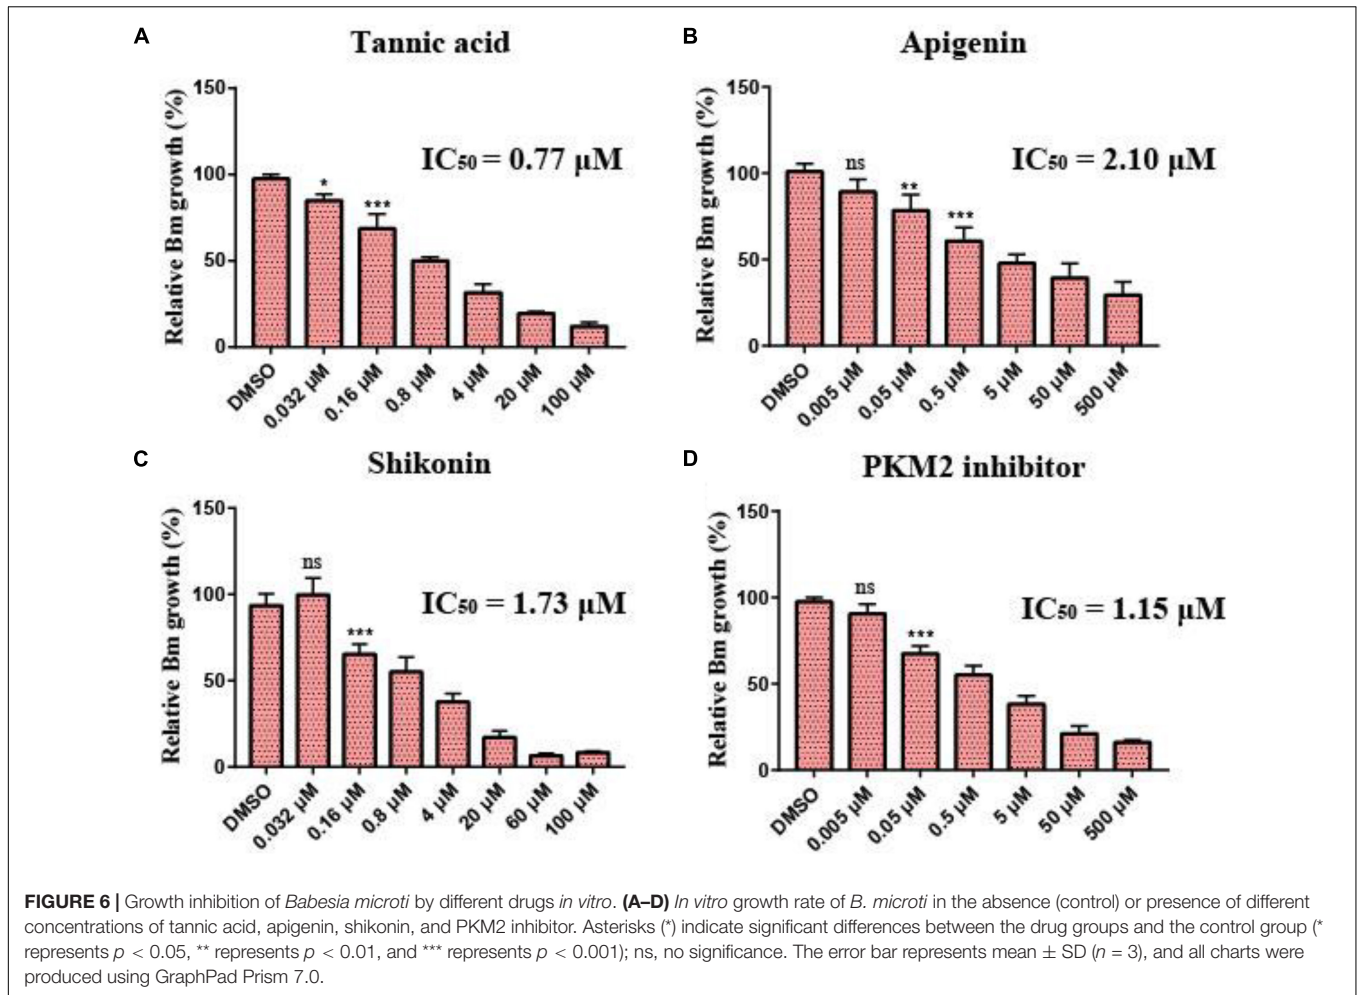 A
Tannic acid
Relative Bm growth (%)
150
100
50
0
IC50 = 0.77 μM
*
***
DMSO
0.032 μM
0.16 μM
0.8 μM
4 μM
20 μM
100 μM
B
Apigenin
Relative Bm growth (%)
150
100
50
0
IC50 = 2.10 μM
ns
**
***
DMSO
0.005 μM
0.05 μM
0.5 μM
5 μM
50 μM
500 μM
C
Shikonin
Relative Bm growth (%)
150
100
50
0
IC50 = 1.73 μM
ns
***
DMSO
0.032 μM
0.16 μM
0.8 μM
4 μM
20 μM
60 μM
100 μM
D
PKM2 inhibitor
Relative Bm growth (%)
150
100
50
0
IC50 = 1.15 μM
ns
***
DMSO
0.005 μM
0.05 μM
0.5 μM
5 μM
50 μM
500 μM
FIGURE 6 | Growth inhibition of Babesia microti by different drugs in vitro. (A–D) In vitro growth rate of B. microti in the absence (control) or presence of different
concentrations of tannic acid, apigenin, shikonin, and PKM2 inhibitor. Asterisks (*) indicate significant differences between the drug groups and the control group (*
represents p < 0.05, ** represents p < 0.01, and *** represents p < 0.001); ns, no significance. The error bar represents mean ± SD (n = 3), and all charts were
produced using GraphPad Prism 7.0.